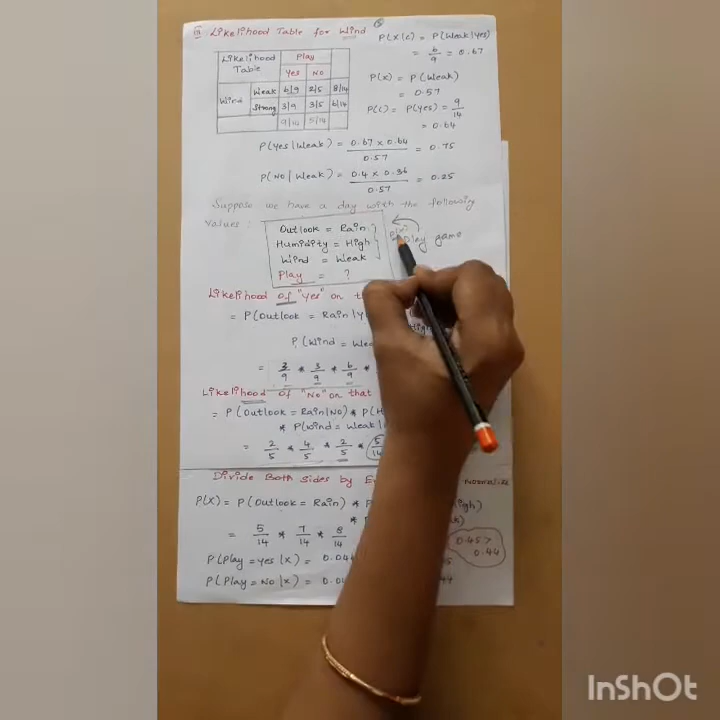 ③ Likelihood Table for Wind
Likelihood Table Play
Yes No
Wind Weak 6/9 2/5 8/14
Strong 3/9 3/5 6/14
9/14 5/14
P(X|C) = P(Weak|Yes)
= 6/9 = 0.67
P(X) = P(Weak)
= 0.57
P(C) = P(Yes) = 9/14
= 0.64
P(Yes|Weak) = 0.67 x 0.64 / 0.57 = 0.75
P(No|Weak) = 0.4 x 0.36 / 0.57 = 0.25
Suppose we have a day with the following
values:
Outlook = Rain
Humidity = High
Wind = Weak
Play = ?
Play game
Likelihood of "Yes" on
= P(Outlook = Rain|
P(Wind =
= 3/9 * 3/9 * 6/9 *
Likelihood of "No" on that
= P(Outlook = Rain|No) *
* P(Wind = Weak|
= 2/5 * 4/5 * 2/5 *
Divide Both sides by
P(X) = P(Outlook = Rain) *
= 5/14 * 7/14 * 8/14
P(Play = Yes|X) =
P(Play = No|X) =
0.457
0.44
InShOt